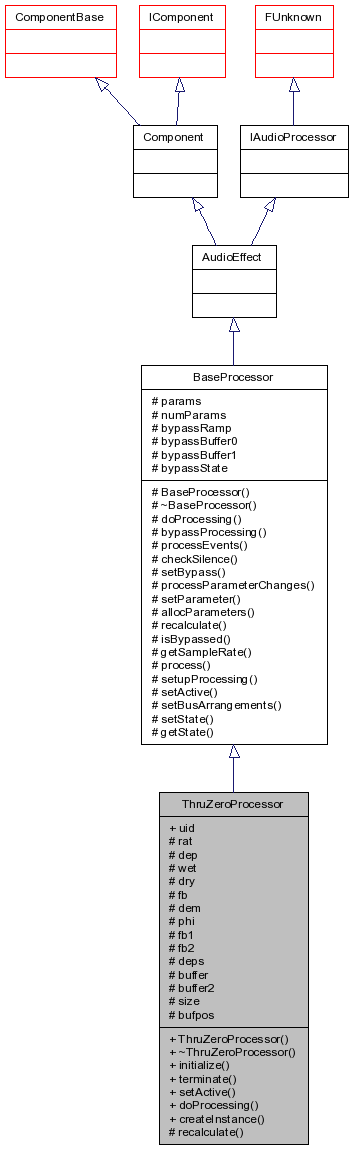 ComponentBase
IComponent
FUnknown
Component
IAudioProcessor
AudioEffect
BaseProcessor
# params
# numParams
# bypassRamp
# bypassBuffer0
# bypassBuffer1
# bypassState
# BaseProcessor()
# ~BaseProcessor()
# doProcessing()
# bypassProcessing()
# processEvents()
# checkSilence()
# setBypass()
# processParameterChanges()
# setParameter()
# allocParameters()
# recalculate()
# isBypassed()
# getSampleRate()
# process()
# setupProcessing()
# setActive()
# setBusArrangements()
# setState()
# getState()
ThruZeroProcessor
+ uid
# rat
# dep
# wet
# dry
# fb
# dem
# phi
# fb1
# fb2
# deps
# buffer
# buffer2
# size
# bufpos
+ ThruZeroProcessor()
+ ~ThruZeroProcessor()
+ initialize()
+ terminate()
+ setActive()
+ doProcessing()
+ createInstance()
# recalculate()